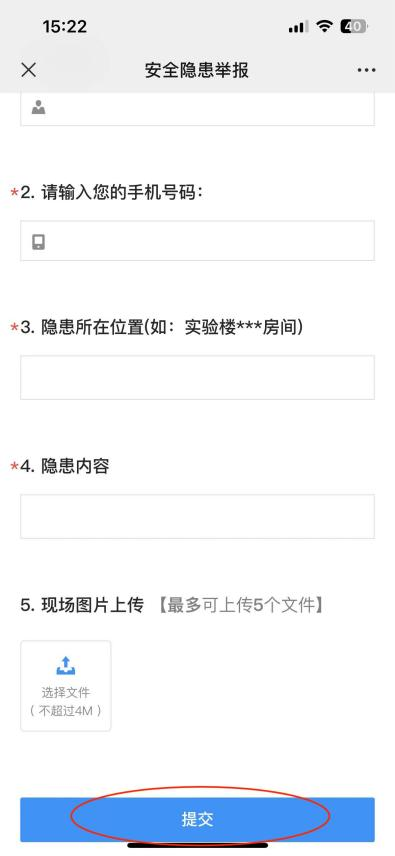 15:22
40
安全隐患举报
*2. 请输入您的手机号码：
*3. 隐患所在位置(如：实验楼***房间)
*4. 隐患内容
5. 现场图片上传 【最多可上传5个文件】
选择文件
（ 不超过4M ）
提交